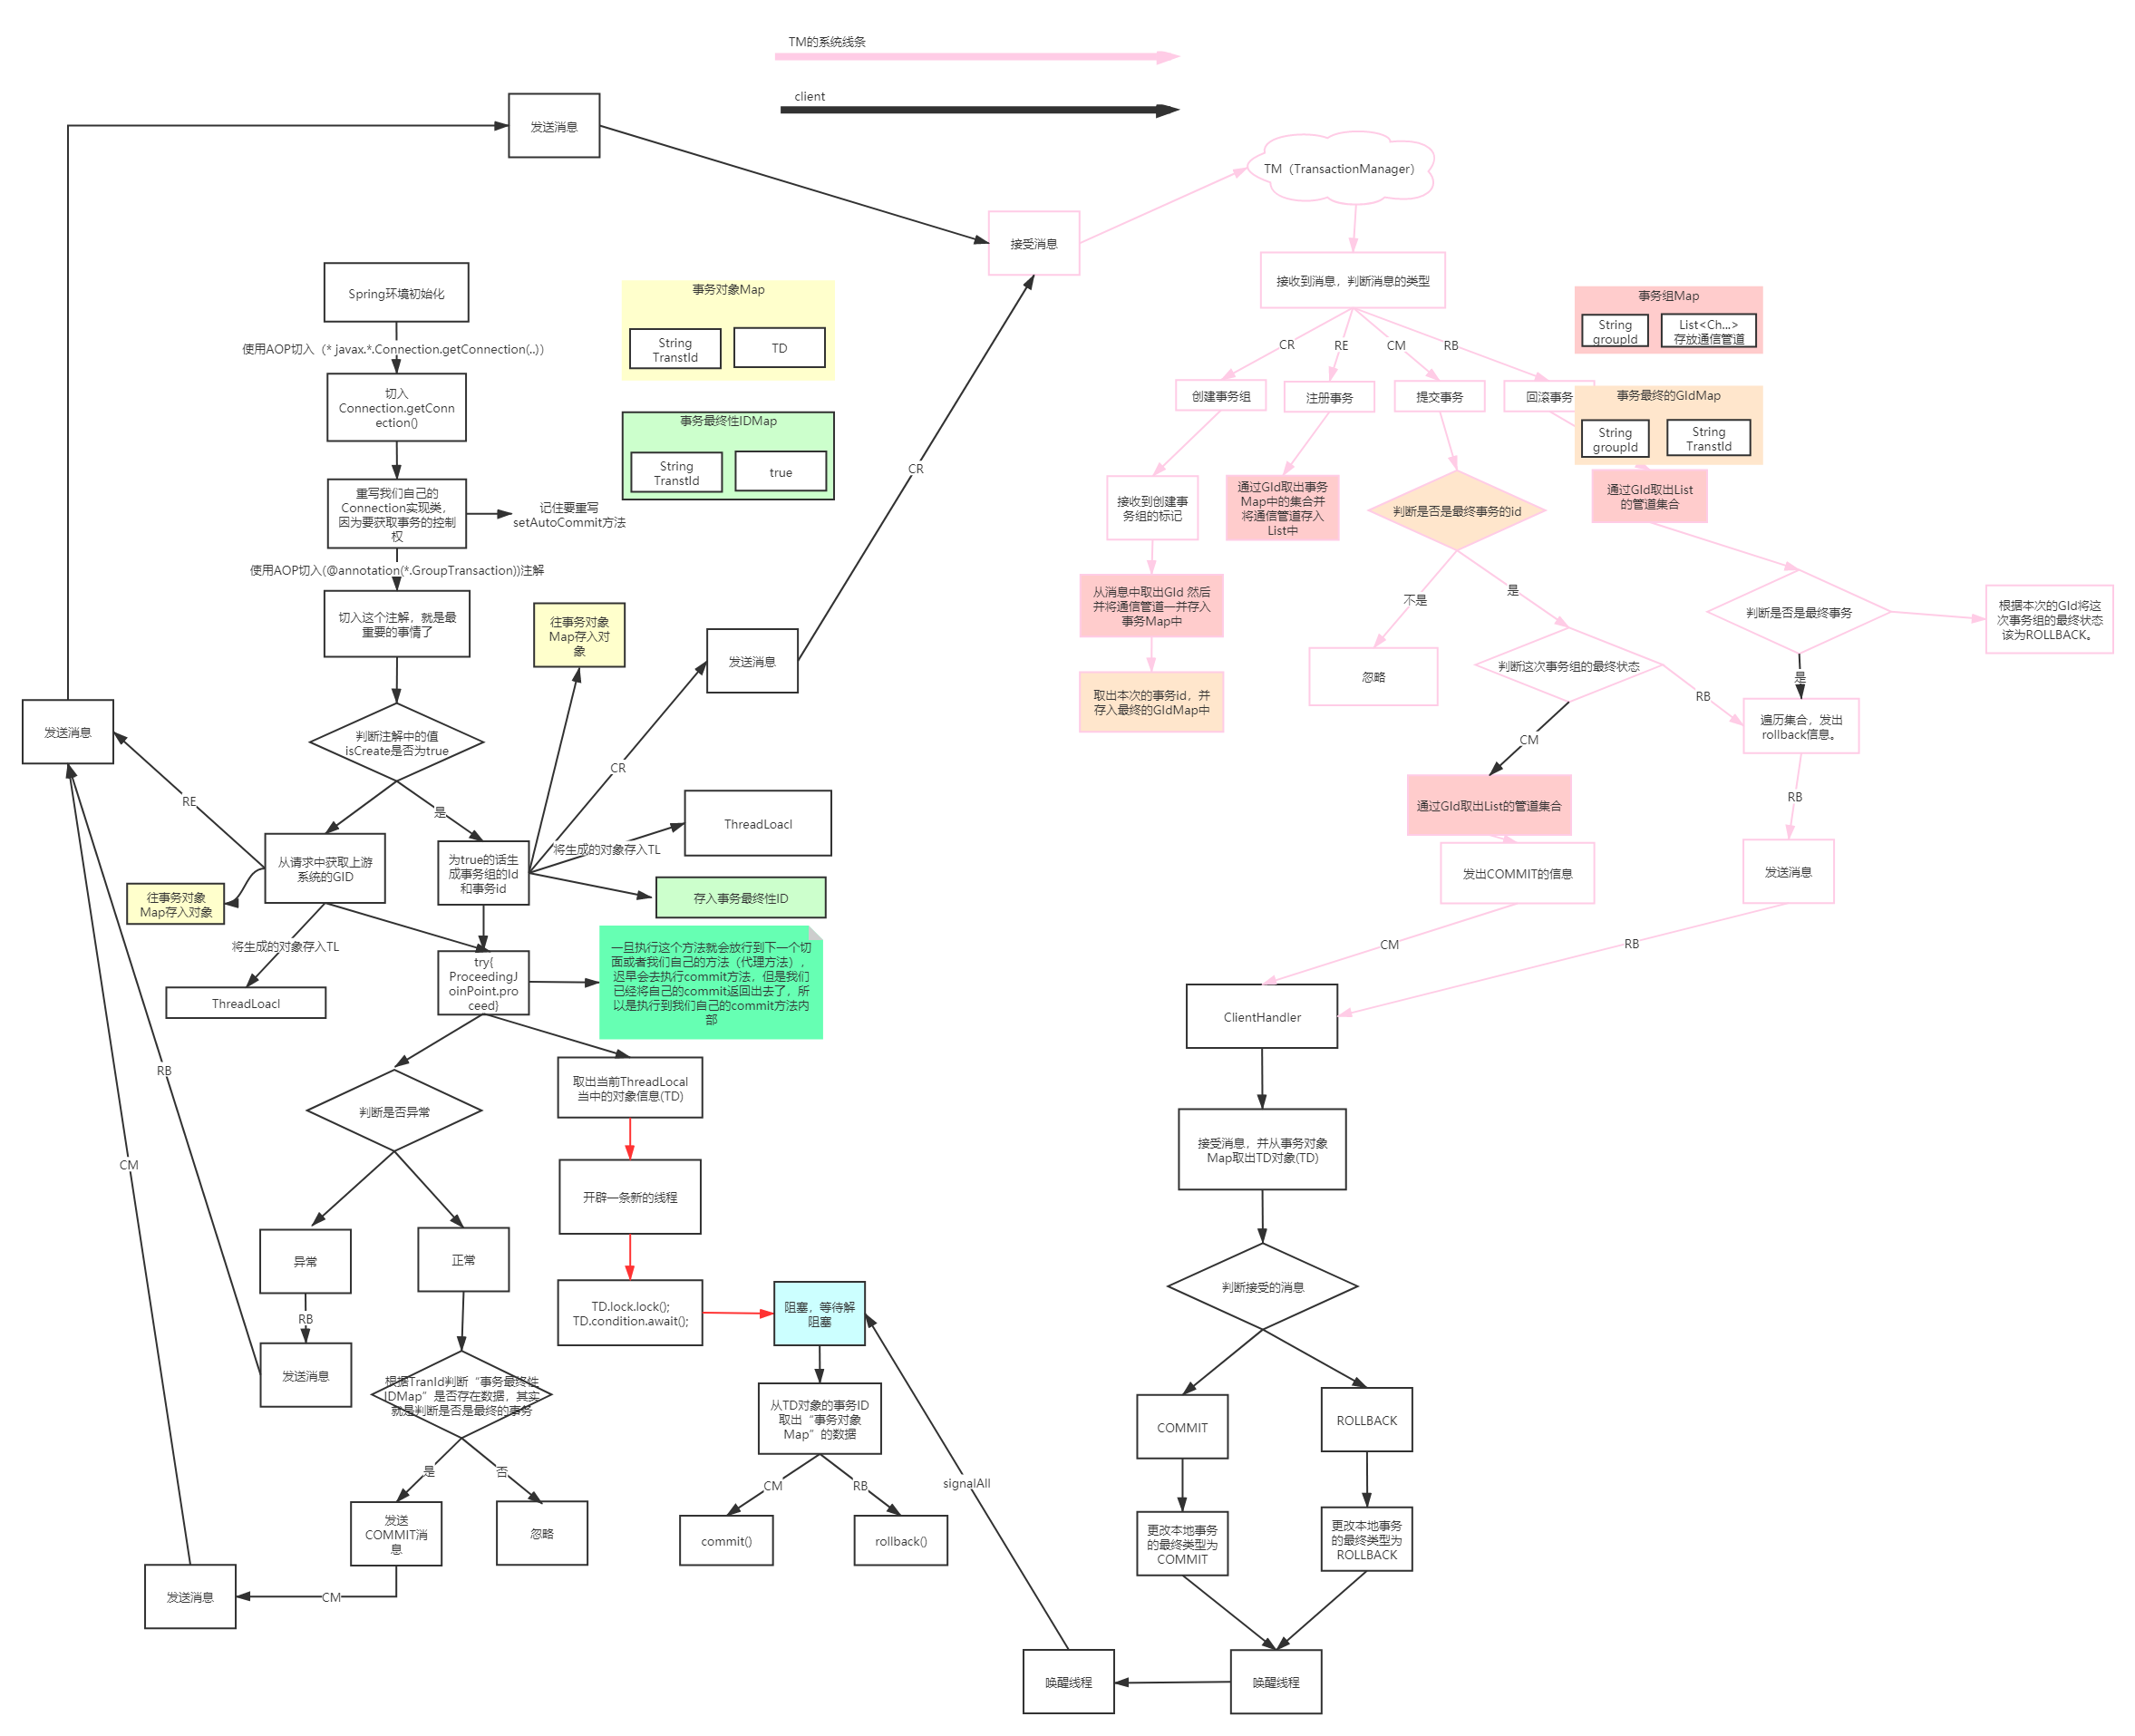 TM的系统线条
client
发送消息
TM（TransactionManager）
接受消息
接收到消息，判断消息的类型
Spring环境初始化
事务对象Map
String
TranstId
TD
事务组Map
String
groupId
List<Ch...>
存放通信管道
使用AOP切入（* javax.*.Connection.getConnection(..)）
CR
RE
CM
RB
切入
Connection.getConn
ection()
创建事务组
注册事务
提交事务
回滚事务
事务最终的GIdMap
String
groupId
String
TranstId
事务最终性IDMap
String
TranstId
true
CR
重写我们自己的
Connection实现类，
因为要获取事务的控制
权
记住要重写
setAutoCommit方法
接收到创建事
务组的标记
通过GId取出事务
Map中的集合并
将通信管道存入
List中
判断是否是最终事务的id
通过GId取出List
的管道集合
使用AOP切入(@annotation(*.GroupTransaction))注解
切入这个注解，就是最
重要的事情了
往事务对象
Map存入对
象
发送消息
从消息中取出GId 然后
并将通信管道一并存入
事务Map中
不是
是
判断是否是最终事务
根据本次的GId将这
次事务组的最终状态
该为ROLLBACK。
忽略
判断这次事务组的最终状态
是
取出本次的事务id，并
存入最终的GIdMap中
RB
遍历集合，发出
rollback信息。
发送消息
判断注解中的值
isCreate是否为true
CM
CR
RE
是
RB
通过GId取出List的管道集合
ThreadLoacl
将生成的对象存入TL
从请求中获取上游
系统的GID
为true的话生
成事务组的Id
和事务id
发出COMMIT的信息
发送消息
往事务对象
Map存入对象
存入事务最终性ID
将生成的对象存入TL
CM
RB
try{
ProceedingJ
oinPoint.pro
ceed}
一旦执行这个方法就会放行到下一个切
面或者我们自己的方法（代理方法），
迟早会去执行commit方法，但是我们
已经将自己的commit返回出去了，所
以是执行到我们自己的commit方法内
部
ThreadLoacl
ClientHandler
RB
判断是否异常
取出当前ThreadLocal
当中的对象信息(TD)
接受消息，并从事务对象
Map取出TD对象(TD)
CM
开辟一条新的线程
异常
正常
判断接受的消息
RB
TD.lock.lock();
TD.condition.await();
阻塞，等待解
阻塞
发送消息
根据TranId判断“事务最终性
IDMap”是否存在数据，其实
就是判断是否是最终的事务
从TD对象的事务ID
取出“事务对象
Map”的数据
COMMIT
ROLLBACK
是
否
CM
RB
signalAll
发送
COMMIT消
息
忽略
commit()
rollback()
更改本地事务
的最终类型为
COMMIT
更改本地事务
的最终类型为
ROLLBACK
发送消息
CM
唤醒线程
唤醒线程